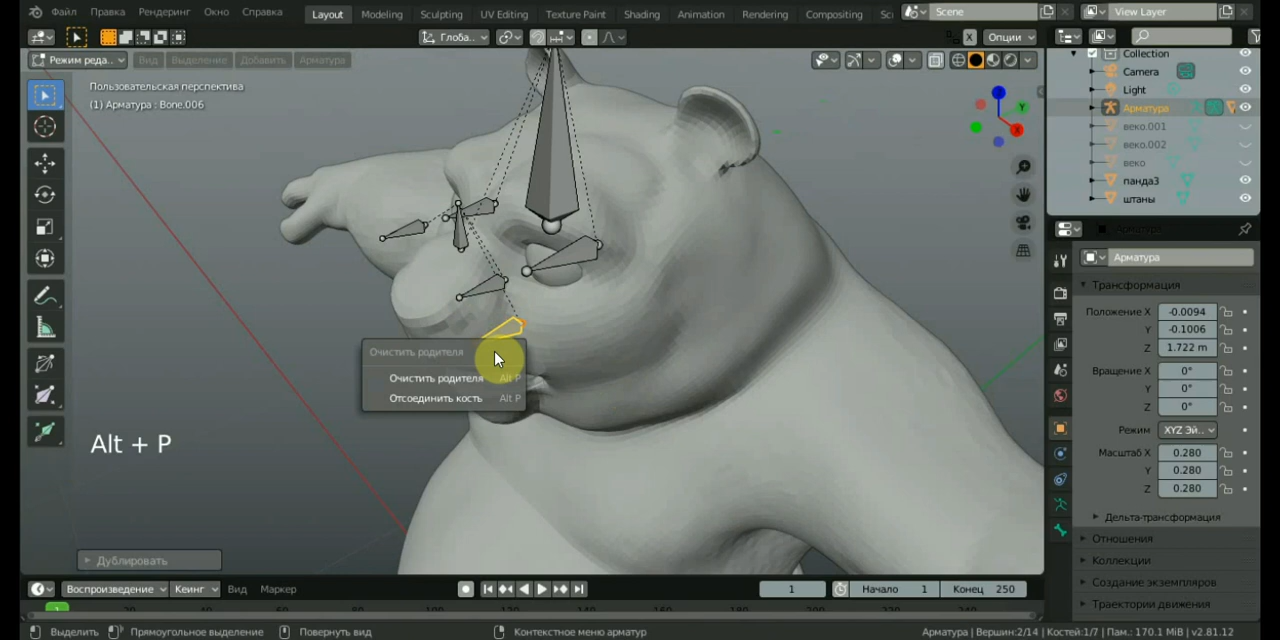 Файл Правка Рендеринг Окно Справка Layout Modeling Sculpting UV Editing Texture Paint Shading Animation Rendering Compositing Sc Scene View Layer
Глоба.. X Опции
Режим реда.. Вид Выделение Добавить Арматура
Пользовательская перспектива
(1) Арматура : Bone.006
Y
X
Z
Collection
Camera
Light
Арматура
веко.001
веко.002
веко
панда3
штаны
Арматура
Арматура
Трансформация
Положение X -0.0094
Y -0.1006
Z 1.722 m
Вращение X 0°
Y 0°
Z 0°
Режим XYZ Эй..
Масштаб X 0.280
Y 0.280
Z 0.280
Дельта-трансформация
Отношения
Коллекции
Создание экземпляров
Траектории движения
Очистить родителя
Очистить родителя Alt P
Отсоединить кость Alt P
Alt + P
Дублировать
Воспроизведение Кеинг Вид Маркер 1 Начало 1 Конец 250
1
Выделить Прямоугольное выделение Повернуть вид Контекстное меню арматур Арматура | Вершин:2/14 | Костей:1/7 | Пам.: 170.1 MiB | v2.81.12